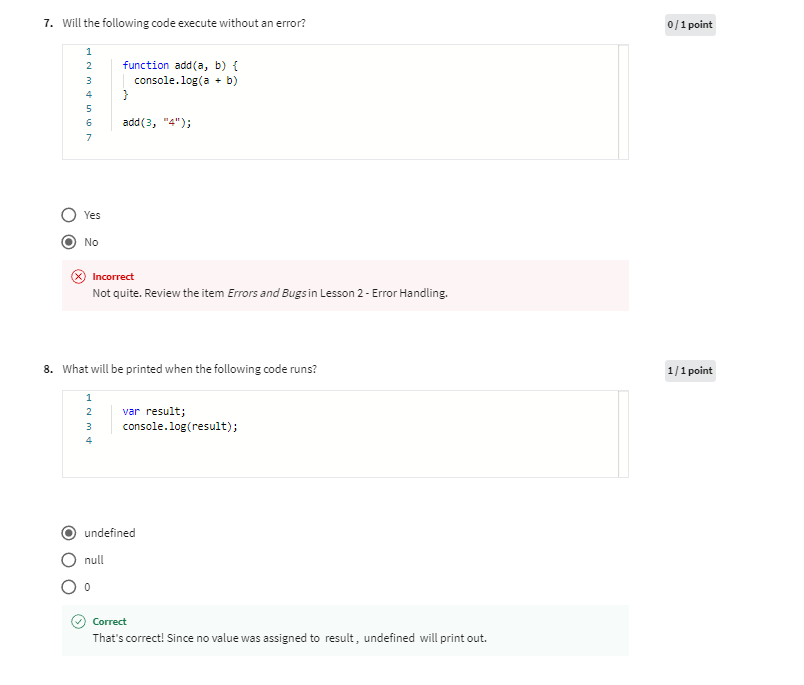 7. Will the following code execute without an error?
0 / 1 point
1
2 function add(a, b) {
3 console.log(a + b)
4 }
5
6 add(3, "4");
7
Yes
No
Incorrect
Not quite. Review the item Errors and Bugs in Lesson 2 - Error Handling.
8. What will be printed when the following code runs?
1 / 1 point
1
2 var result;
3 console.log(result);
4
undefined
null
0
Correct
That's correct! Since no value was assigned to result, undefined will print out.